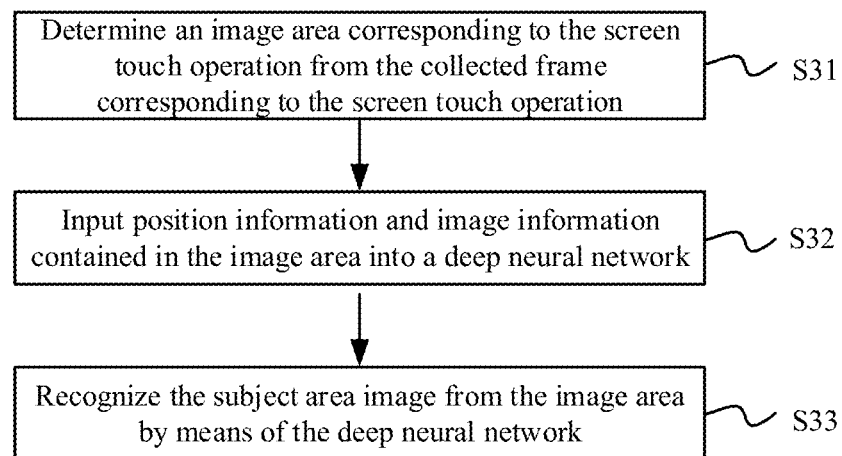 Determine an image area corresponding to the screen
touch operation from the collected frame
corresponding to the screen touch operation
S31
Input position information and image information
contained in the image area into a deep neural network
S32
Recognize the subject area image from the image area
by means of the deep neural network
S33